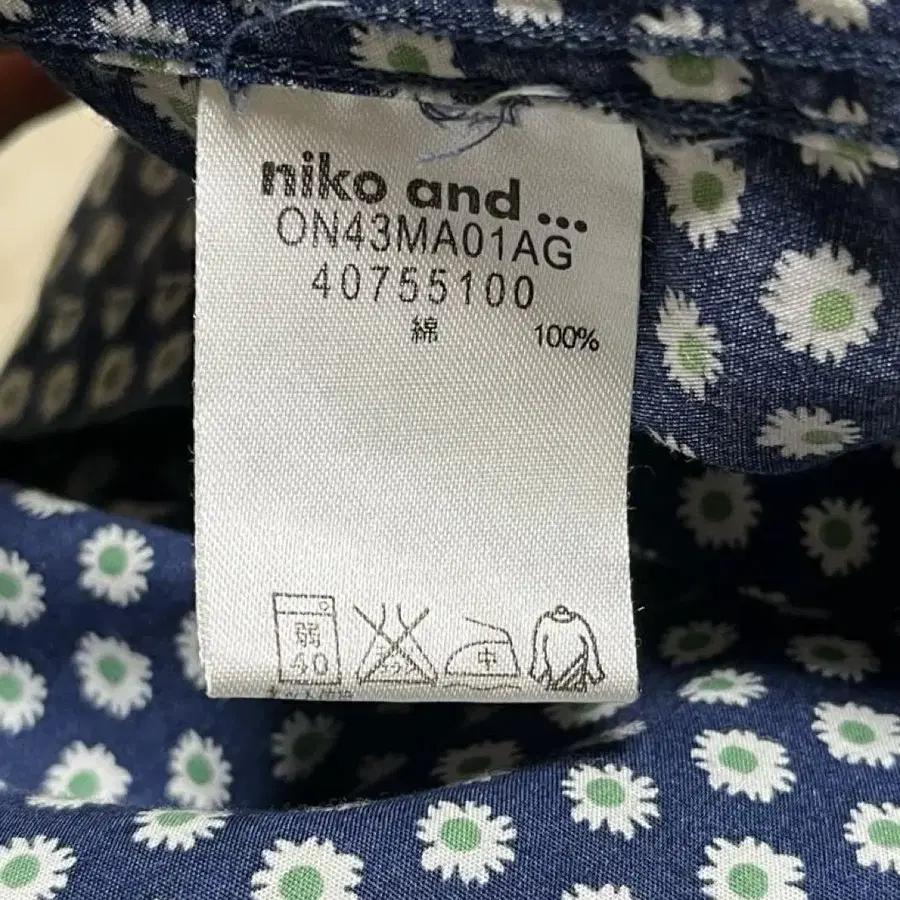 niko and ...
ON43MA01AG
40755100
綿 100%
弱
40
中